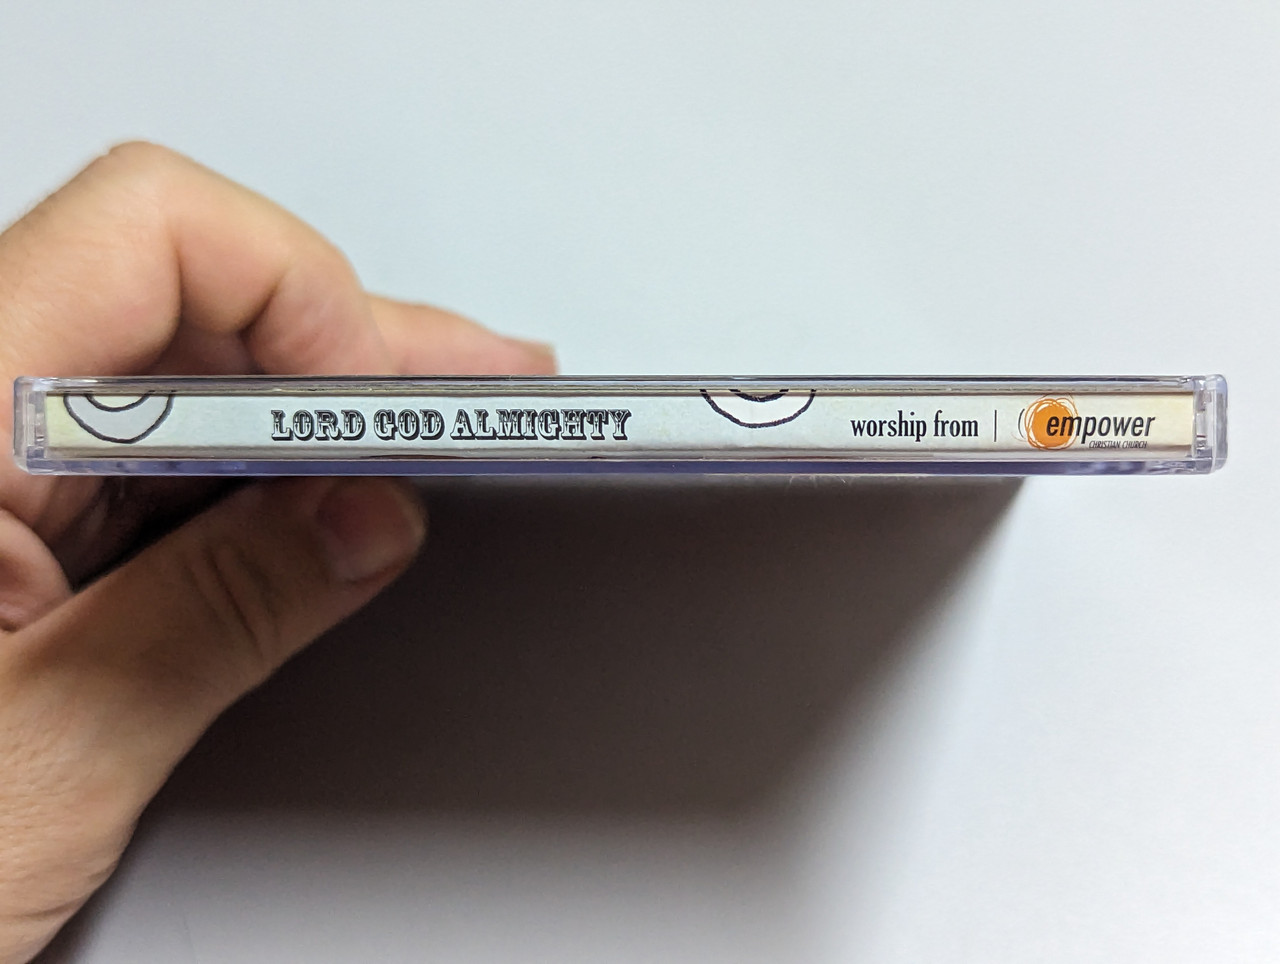 LORD GOD ALMIGHTY
worship from | empower
CHRISTIAN CHURCH